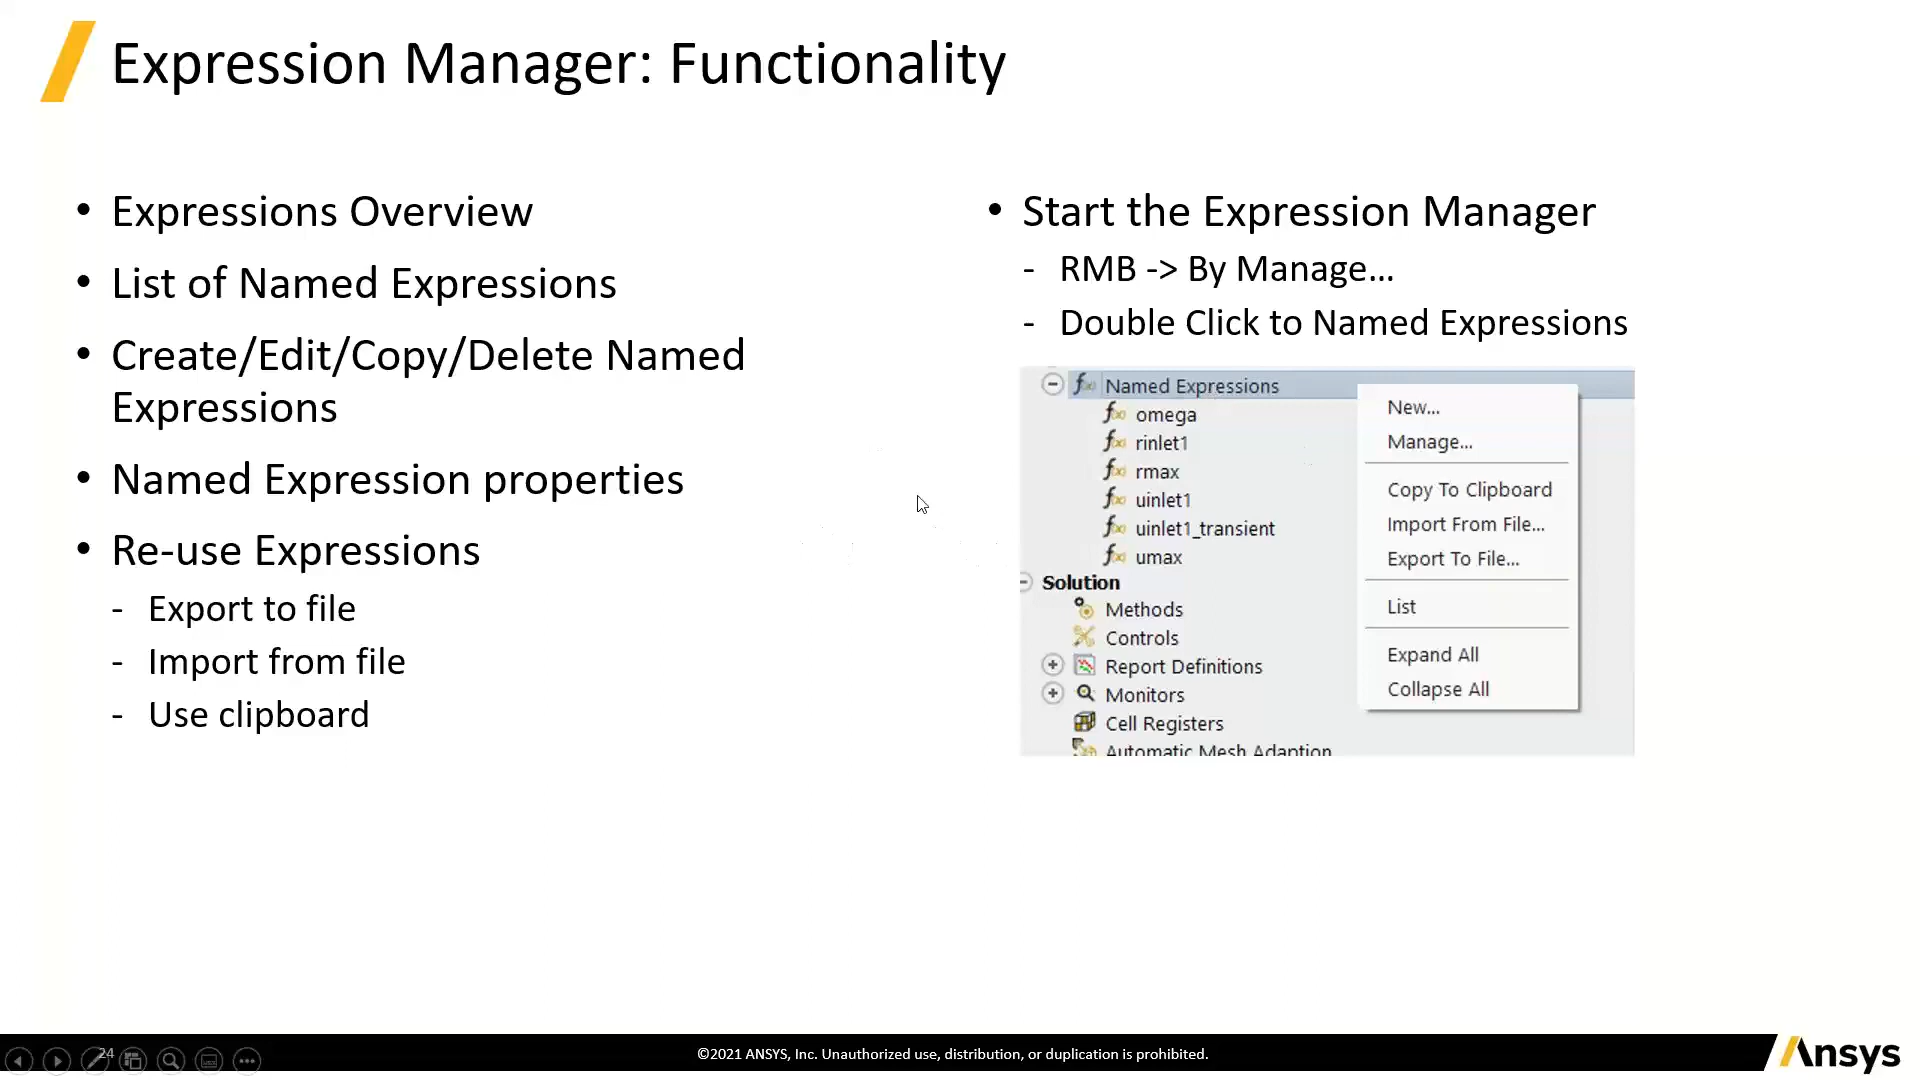 Expression Manager: Functionality
• Expressions Overview
• List of Named Expressions
• Create/Edit/Copy/Delete Named
Expressions
• Named Expression properties
• Re-use Expressions
- Export to file
- Import from file
- Use clipboard
• Start the Expression Manager
- RMB -> By Manage...
- Double Click to Named Expressions
Named Expressions
omega
rinlet1
rmax
uinlet1
uinlet1_transient
umax
Solution
Methods
Controls
Report Definitions
Monitors
Cell Registers
Automatic Mesh Adaption
New...
Manage...
Copy To Clipboard
Import From File...
Export To File...
List
Expand All
Collapse All
24
©2021 ANSYS, Inc. Unauthorized use, distribution, or duplication is prohibited.
Ansys